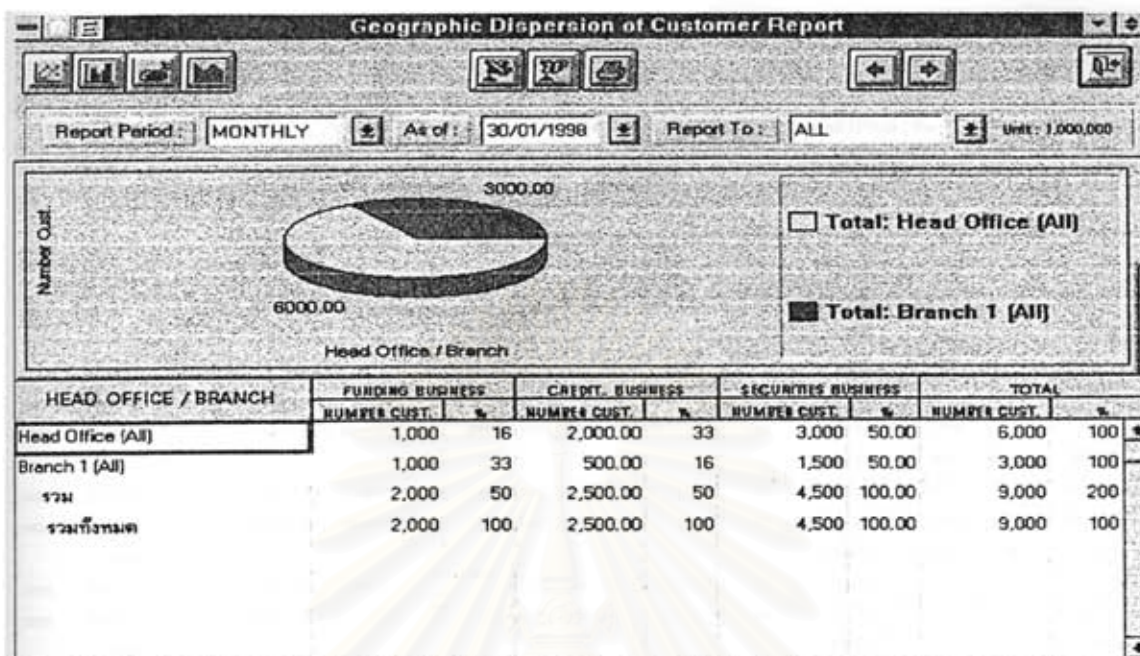 Geographic Dispersion of Customer Report
Report Period : MONTHLY As of : 30/01/1998 Report To : ALL Unit : 1,000,000
3000.00
Number Cust.
6000.00
Head Office / Branch
Total: Head Office (All)
Total: Branch 1 (All)
HEAD OFFICE / BRANCH FUNDING BUSINESS CREDIT. BUSINESS SECURITIES BUSINESS TOTAL
NUMBER CUST. % NUMBER CUST. % NUMBER CUST. % NUMBER CUST. %
Head Office (All) 1,000 16 2,000.00 33 3,000 50.00 6,000 100
Branch 1 (All) 1,000 33 500.00 16 1,500 50.00 3,000 100
รวม 2,000 50 2,500.00 50 4,500 100.00 9,000 200
รวมทั้งหมด 2,000 100 2,500.00 100 4,500 100.00 9,000 100